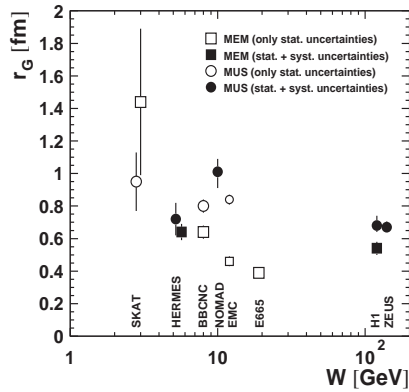 r_G [fm]
2
1.8
1.6
1.4
1.2
1
0.8
0.6
0.4
0.2
0
MEM (only stat. uncertainties)
MEM (stat. + syst. uncertainties)
MUS (only stat. uncertainties)
MUS (stat. + syst. uncertainties)
SKAT
HERMES
BBCNC
NOMAD
EMC
E665
H1
ZEUS
1
10
10^2
W [GeV]